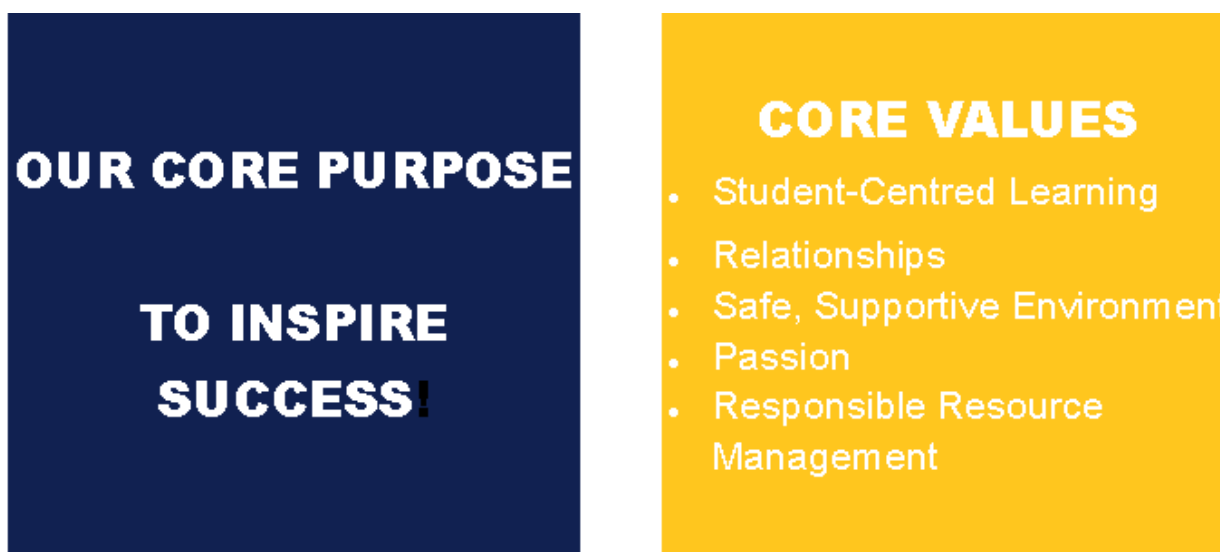 OUR CORE PURPOSE
TO INSPIRE
SUCCESS!
CORE VALUES
• Student-Centred Learning
• Relationships
• Safe, Supportive Environment
• Passion
• Responsible Resource
Management